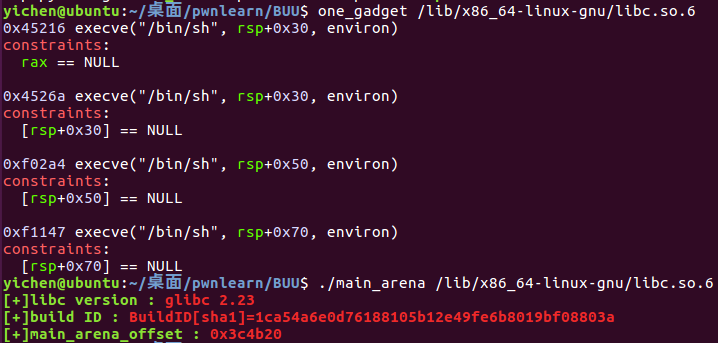 yichen@ubuntu:~/桌面/pwnlearn/BUU$ one_gadget /lib/x86_64-linux-gnu/libc.so.6
0x45216 execve("/bin/sh", rsp+0x30, environ)
constraints:
  rax == NULL
0x4526a execve("/bin/sh", rsp+0x30, environ)
constraints:
  [rsp+0x30] == NULL
0xf02a4 execve("/bin/sh", rsp+0x50, environ)
constraints:
  [rsp+0x50] == NULL
0xf1147 execve("/bin/sh", rsp+0x70, environ)
constraints:
  [rsp+0x70] == NULL
yichen@ubuntu:~/桌面/pwnlearn/BUU$ ./main_arena /lib/x86_64-linux-gnu/libc.so.6
[+]libc version : glibc 2.23
[+]build ID : BuildID[sha1]=1ca54a6e0d76188105b12e49fe6b8019bf08803a
[+]main_arena_offset : 0x3c4b20